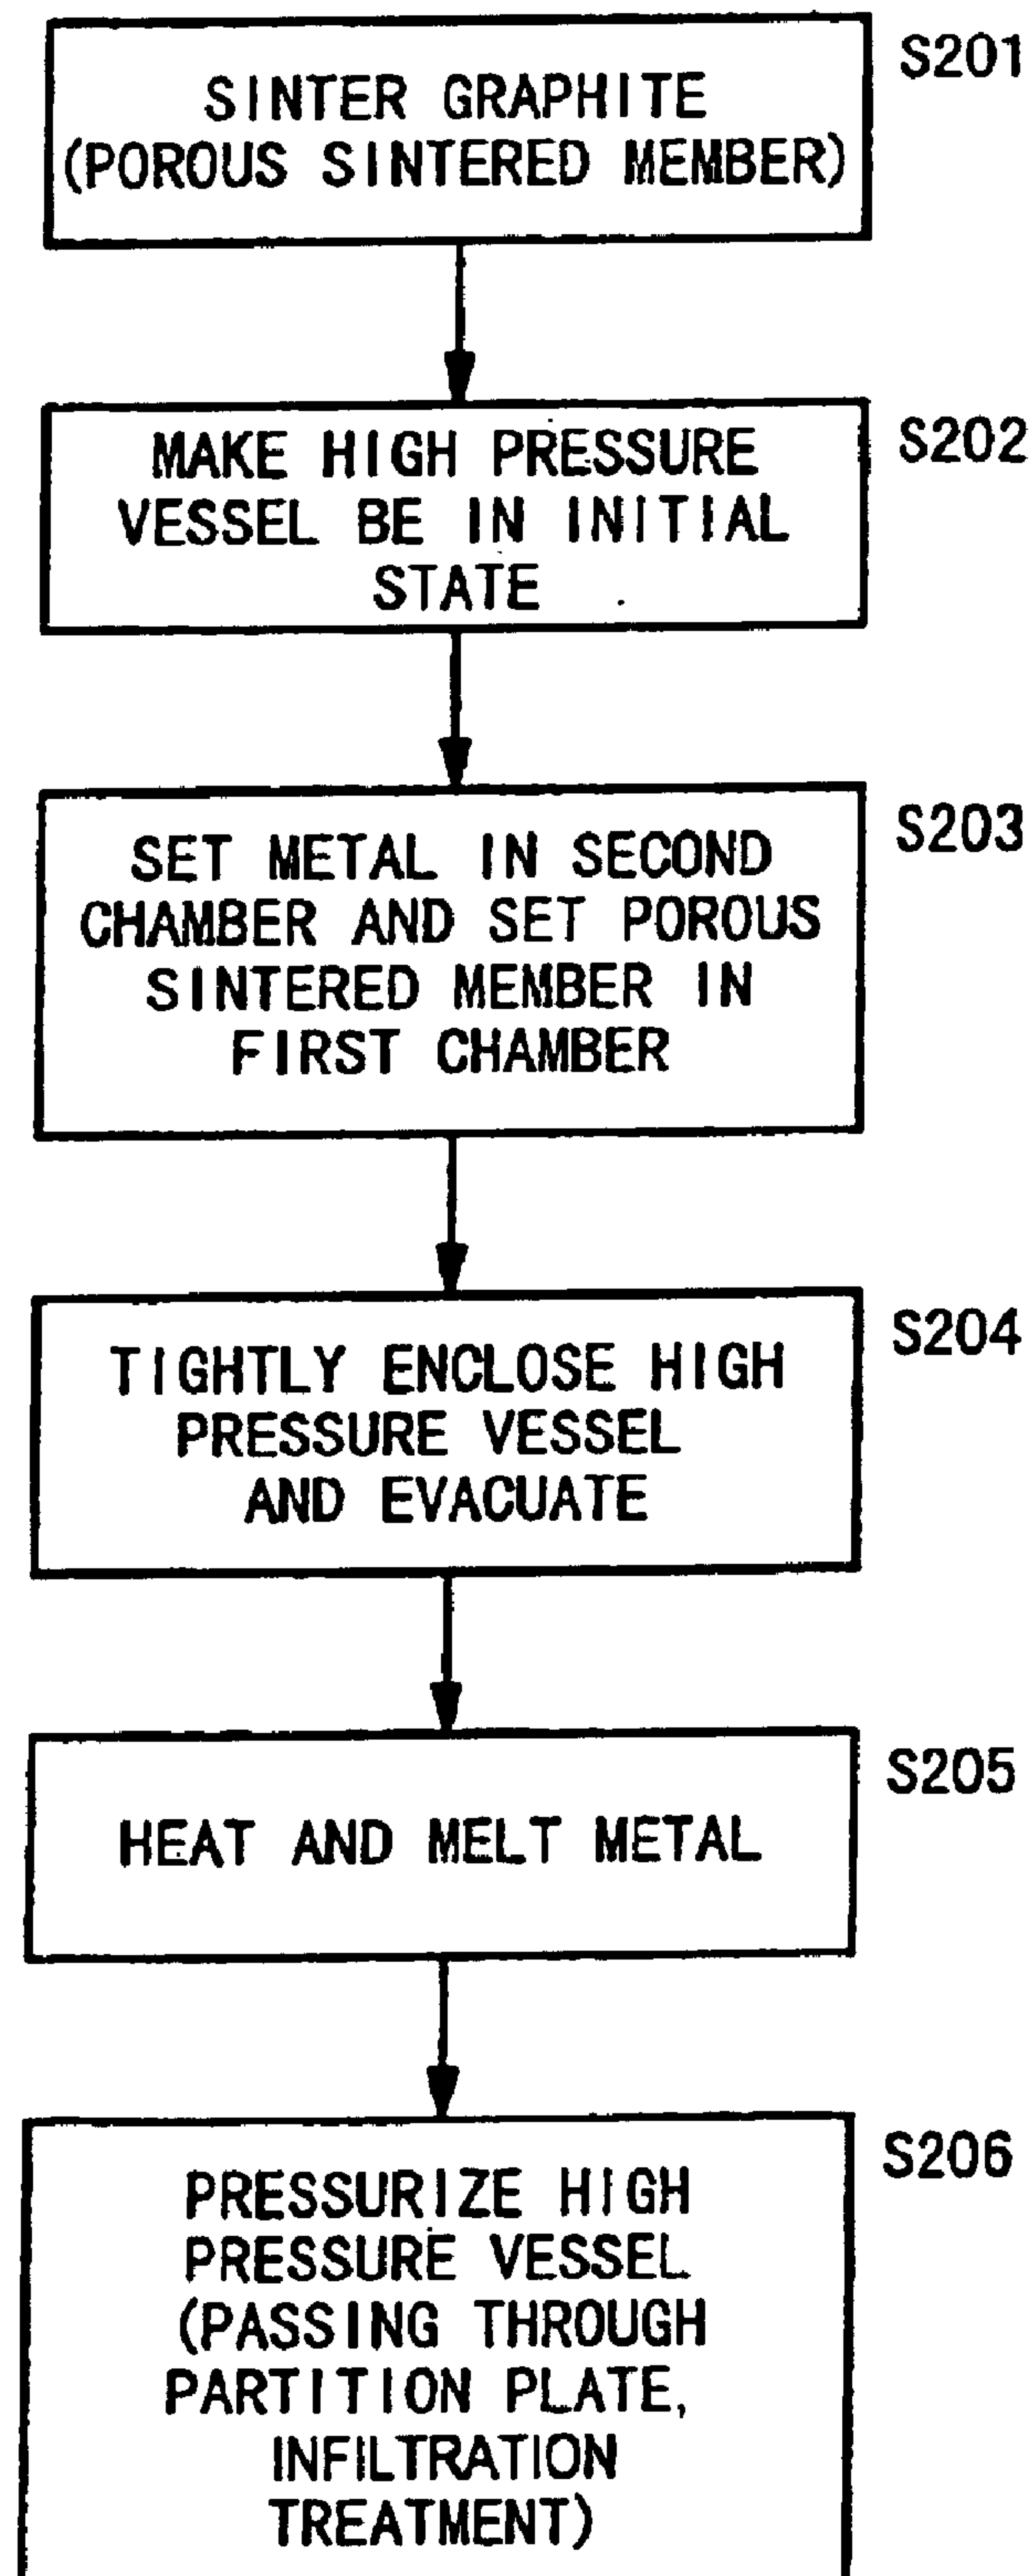 S201
SINTER GRAPHITE
(POROUS SINTERED MEMBER)
S202
MAKE HIGH PRESSURE
VESSEL BE IN INITIAL
STATE
S203
SET METAL IN SECOND
CHAMBER AND SET POROUS
SINTERED MEMBER IN
FIRST CHAMBER
S204
TIGHTLY ENCLOSE HIGH
PRESSURE VESSEL
AND EVACUATE
S205
HEAT AND MELT METAL
S206
PRESSURIZE HIGH
PRESSURE VESSEL
(PASSING THROUGH
PARTITION PLATE,
INFILTRATION
TREATMENT)